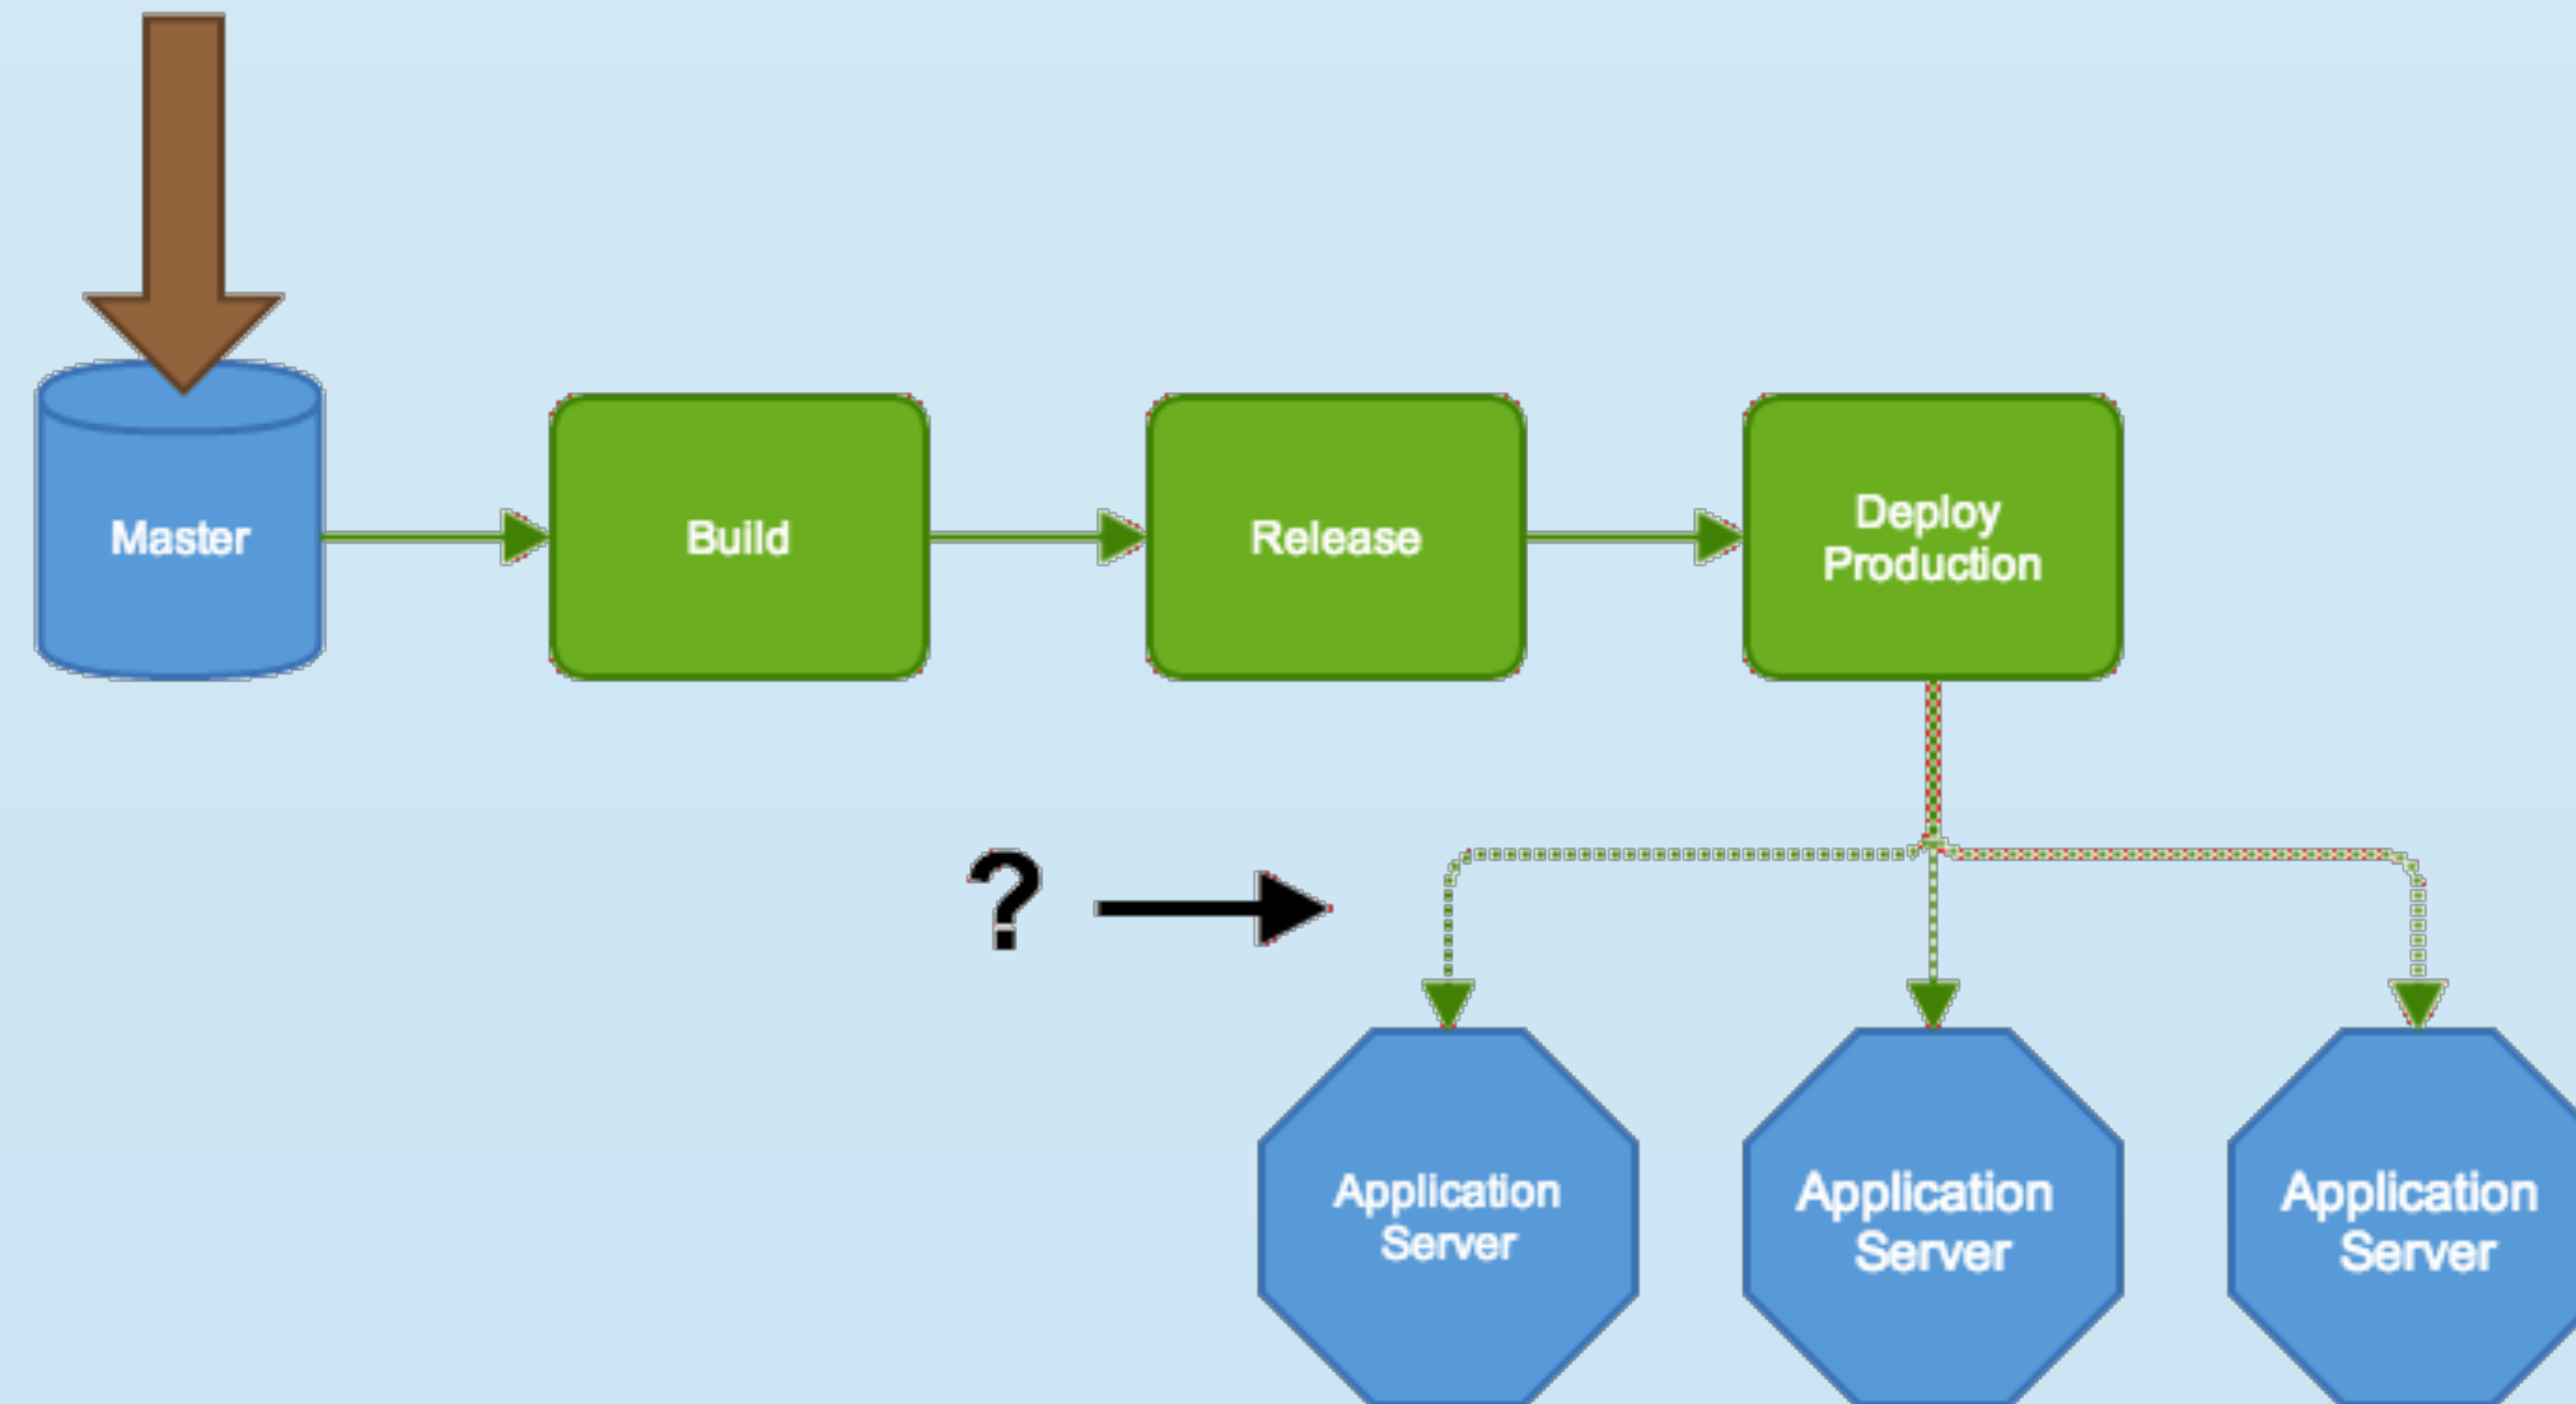 Master
Build
Release
Deploy
Production
?
Application
Server
Application
Server
Application
Server